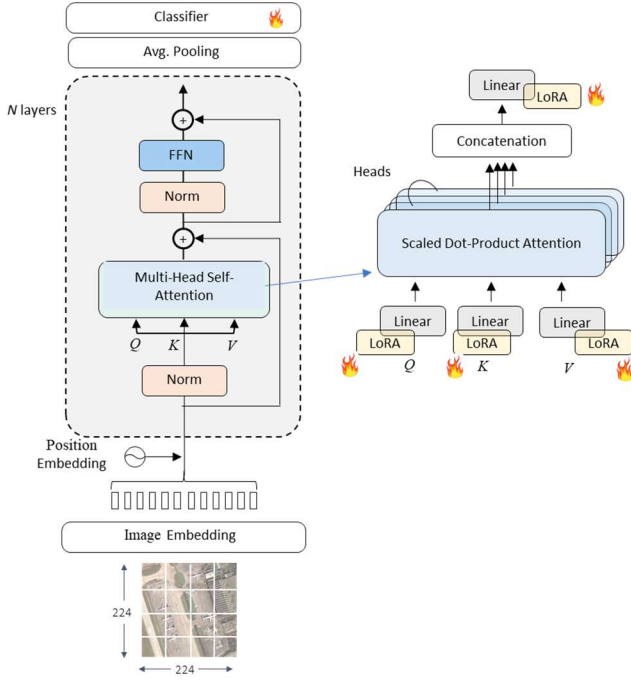 Classifier
Avg. Pooling
N layers
+
FFN
Norm
+
Multi-Head Self-
Attention
Q K V
Norm
Position
Embedding
Image Embedding
224
224
Linear
LoRA
Concatenation
Heads
Scaled Dot-Product Attention
Linear Linear Linear
LoRA LoRA LoRA
Q K V